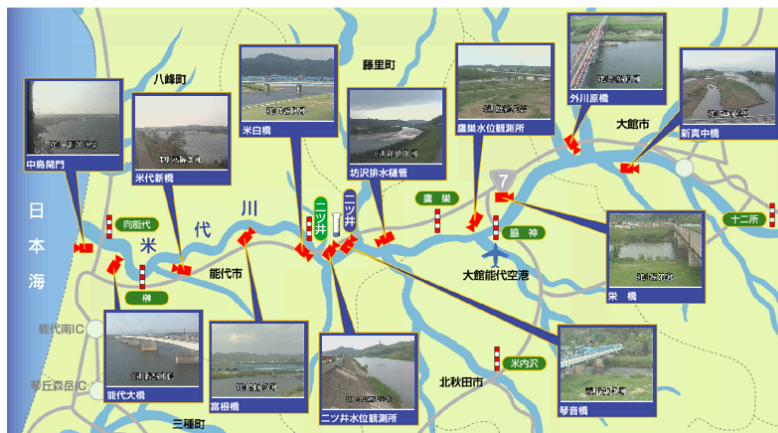 八峰町
藤里町
大館市
中島閘門
米代新橋
米白橋
坊沢排水樋管
鷹巣水位観測所
外川原橋
新真中橋
日本海
向能代
米代川
二ツ井
二ツ井
鷹巣
7
脇神
十二所
榊
能代市
大館能代空港
能代南IC
琴丘森岳IC
能代大橋
富根橋
二ツ井水位観測所
米内沢
北秋田市
琴音橋
栄橋
三種町